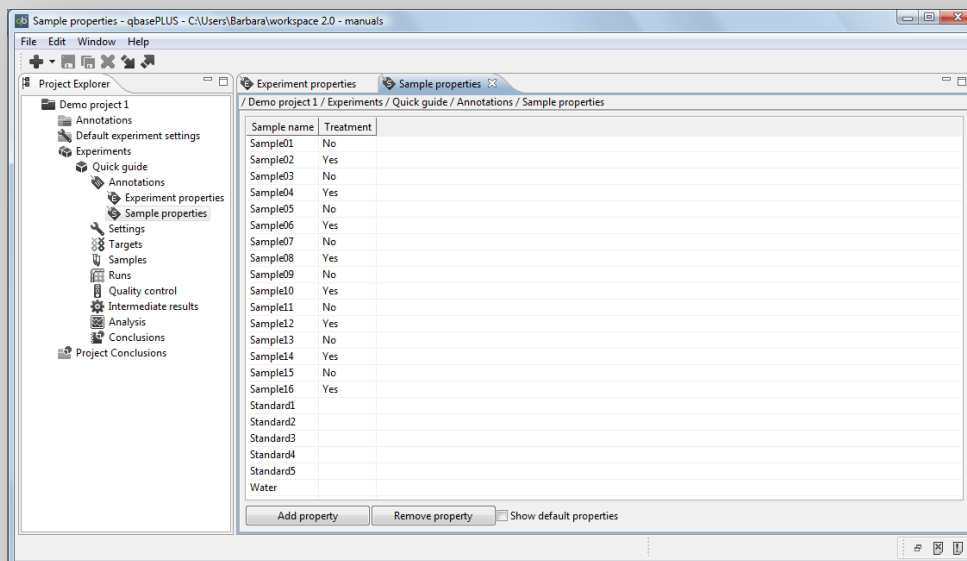 Sample properties - qbasePLUS - C:\Users\Barbara\workspace 2.0 - manuals
File Edit Window Help
Project Explorer
Demo project 1
Annotations
Default experiment settings
Experiments
Quick guide
Annotations
Experiment properties
Sample properties
Settings
Targets
Samples
Runs
Quality control
Intermediate results
Analysis
Conclusions
Project Conclusions
Experiment properties Sample properties
/ Demo project 1 / Experiments / Quick guide / Annotations / Sample properties
Sample name Treatment
Sample01 No
Sample02 Yes
Sample03 No
Sample04 Yes
Sample05 No
Sample06 Yes
Sample07 No
Sample08 Yes
Sample09 No
Sample10 Yes
Sample11 No
Sample12 Yes
Sample13 No
Sample14 Yes
Sample15 No
Sample16 Yes
Standard1
Standard2
Standard3
Standard4
Standard5
Water
Add property Remove property Show default properties